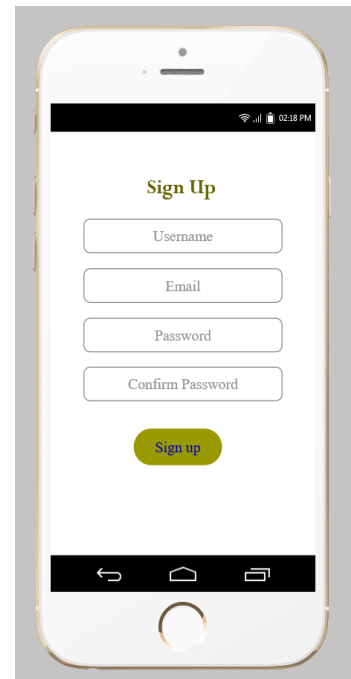 02:18 PM
Sign Up
Username
Email
Password
Confirm Password
Sign up